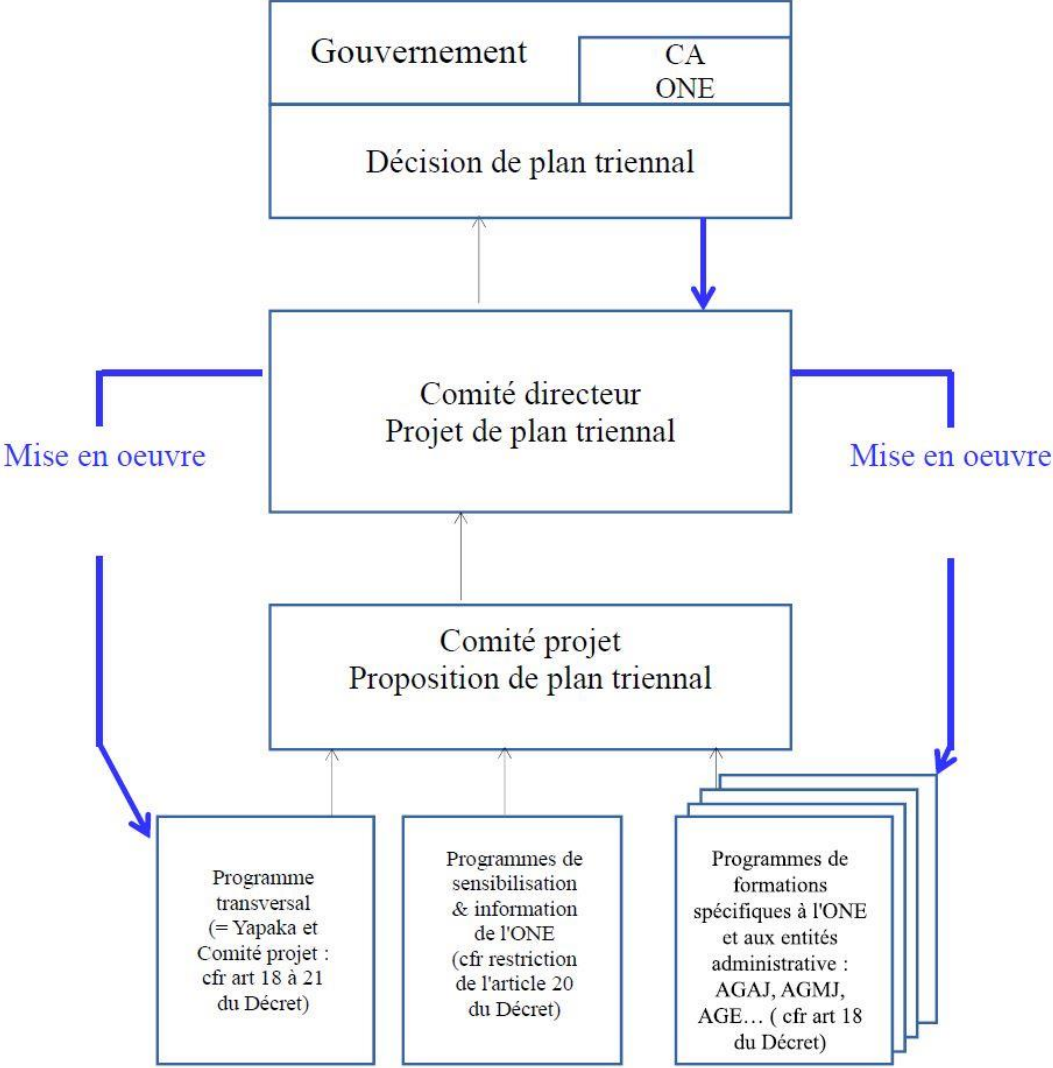 Gouvernement
CA
ONE
Décision de plan triennal
Comité directeur
Projet de plan triennal
Mise en oeuvre
Mise en oeuvre
Comité projet
Proposition de plan triennal
Programme
transversal
(= Yapaka et
Comité projet :
cfr art 18 à 21
du Décret)
Programmes de
sensibilisation
& information
de l'ONE
(cfr restriction
de l'article 20
du Décret)
Programmes de
formations
spécifiques à l'ONE
et aux entités
administrative :
AGAJ, AGMJ,
AGE… ( cfr art 18
du Décret)